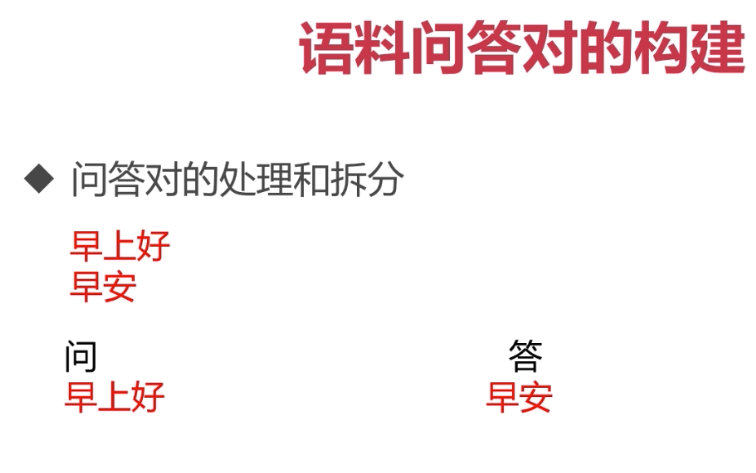 语料问答对的构建
◆ 问答对的处理和拆分
早上好
早安
问 答
早上好 早安